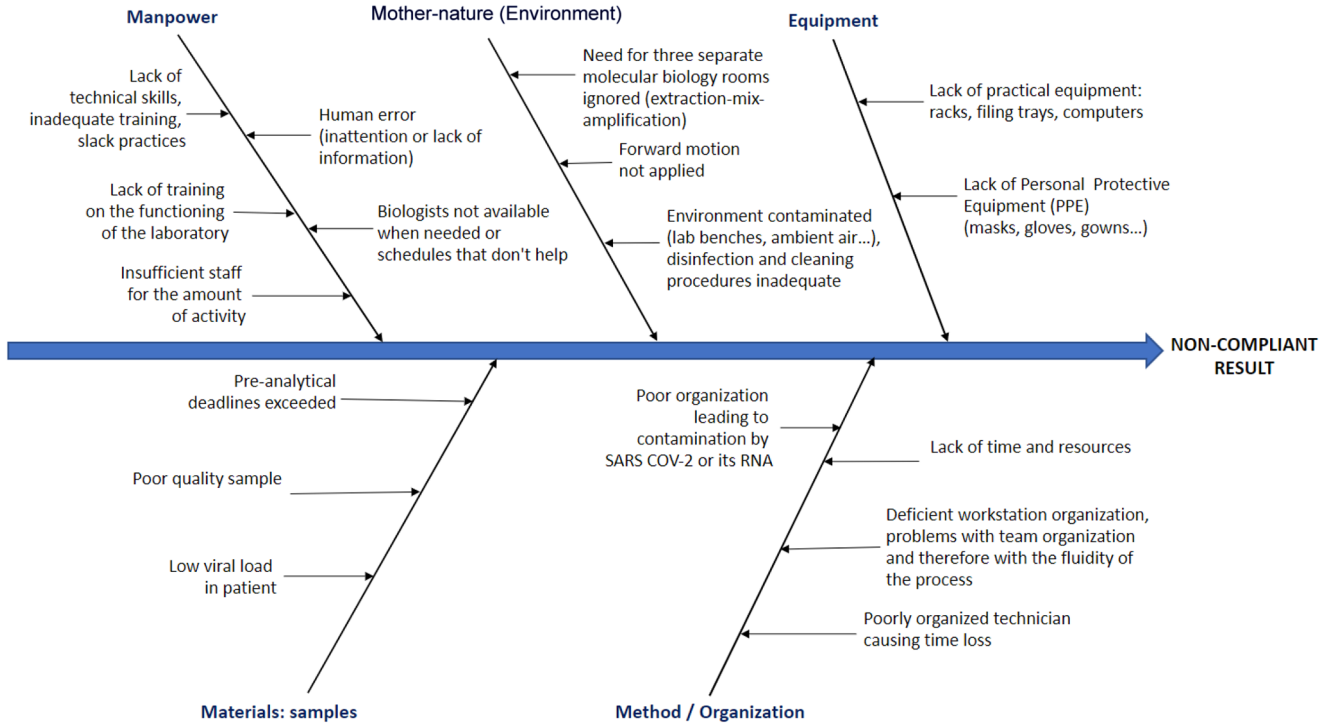 Manpower
Mother-nature (Environment)
Equipment
Lack of
technical skills,
inadequate training,
slack practices
Human error
(inattention or lack of
information)
Lack of training
on the functioning
of the laboratory
Biologists not available
when needed or
schedules that don't help
Insufficient staff
for the amount
of activity
Need for three separate
molecular biology rooms
ignored (extraction-mix-
amplification)
Forward motion
not applied
Environment contaminated
(lab benches, ambient air...),
disinfection and cleaning
procedures inadequate
Lack of practical equipment:
racks, filing trays, computers
Lack of Personal Protective
Equipment (PPE)
(masks, gloves, gowns...)
NON-COMPLIANT
RESULT
Pre-analytical
deadlines exceeded
Poor quality sample
Low viral load
in patient
Poor organization
leading to
contamination by
SARS COV-2 or its RNA
Lack of time and resources
Deficient workstation organization,
problems with team organization
and therefore with the fluidity of
the process
Poorly organized technician
causing time loss
Materials: samples
Method / Organization